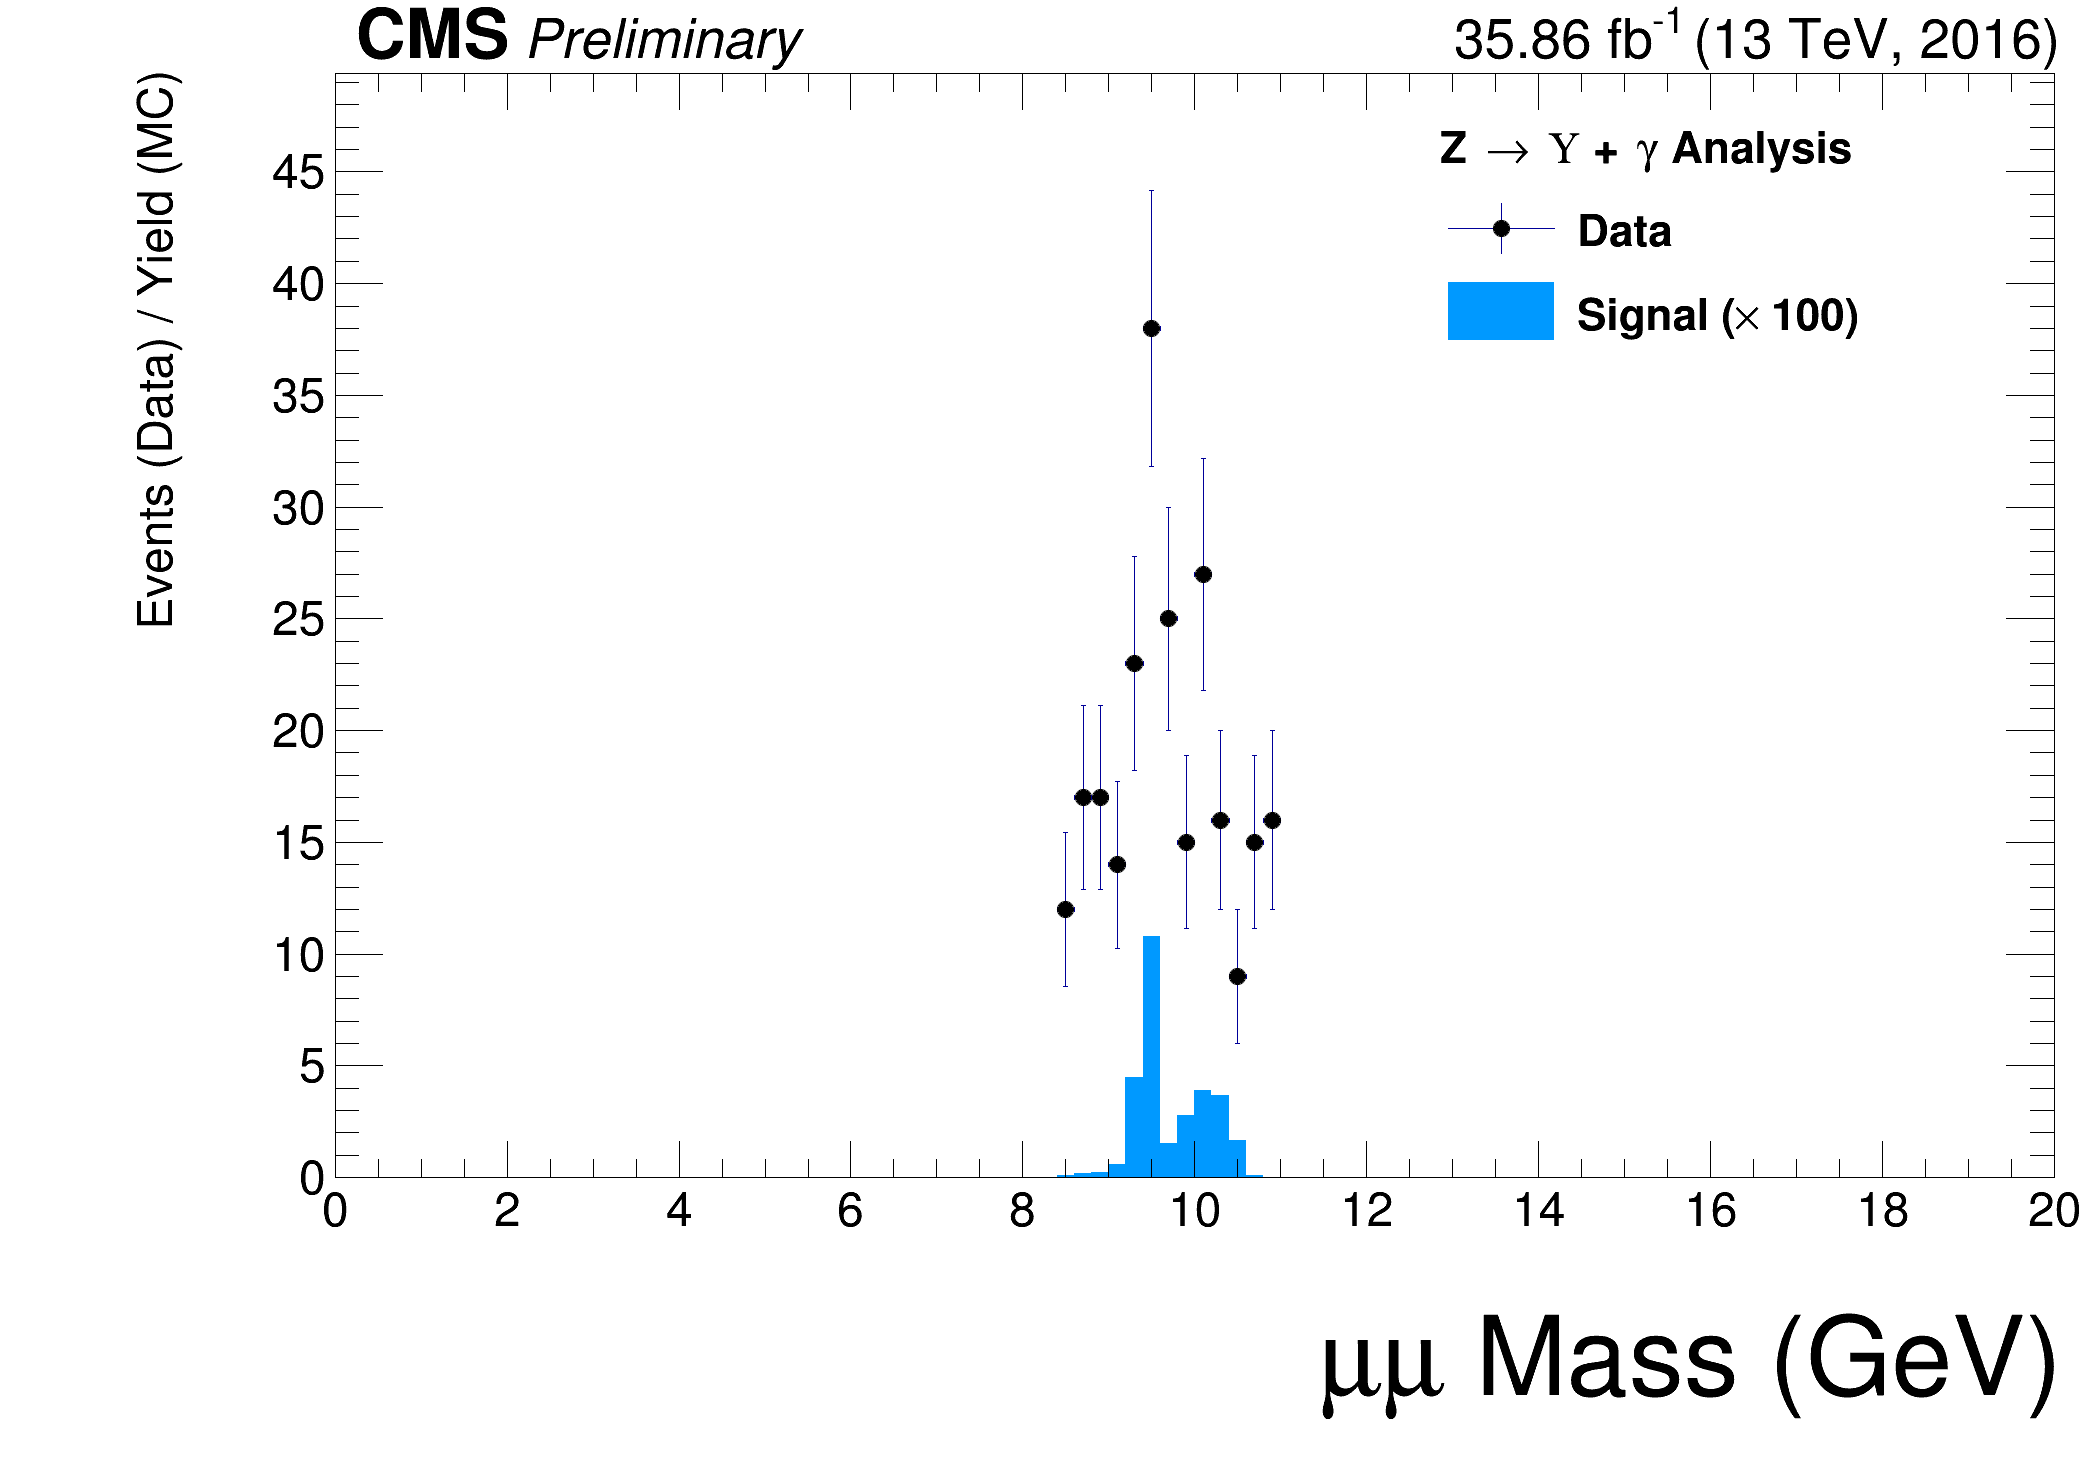 CMS Preliminary
35.86 fb⁻¹ (13 TeV, 2016)
Events (Data) / Yield (MC)
Z → Υ + γ Analysis
Data
Signal (× 100)
45
40
35
30
25
20
15
10
5
0
0 2 4 6 8 10 12 14 16 18 20
μμ Mass (GeV)